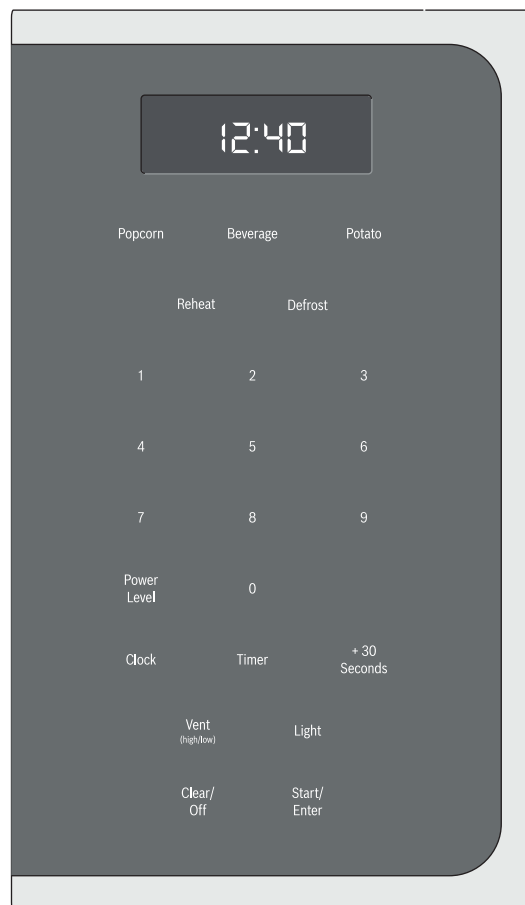 12:40
Popcorn Beverage Potato
Reheat Defrost
1 2 3
4 5 6
7 8 9
Power
Level
0
Clock Timer
+ 30
Seconds
Vent
(high/low)
Light
Clear/
Off
Start/
Enter